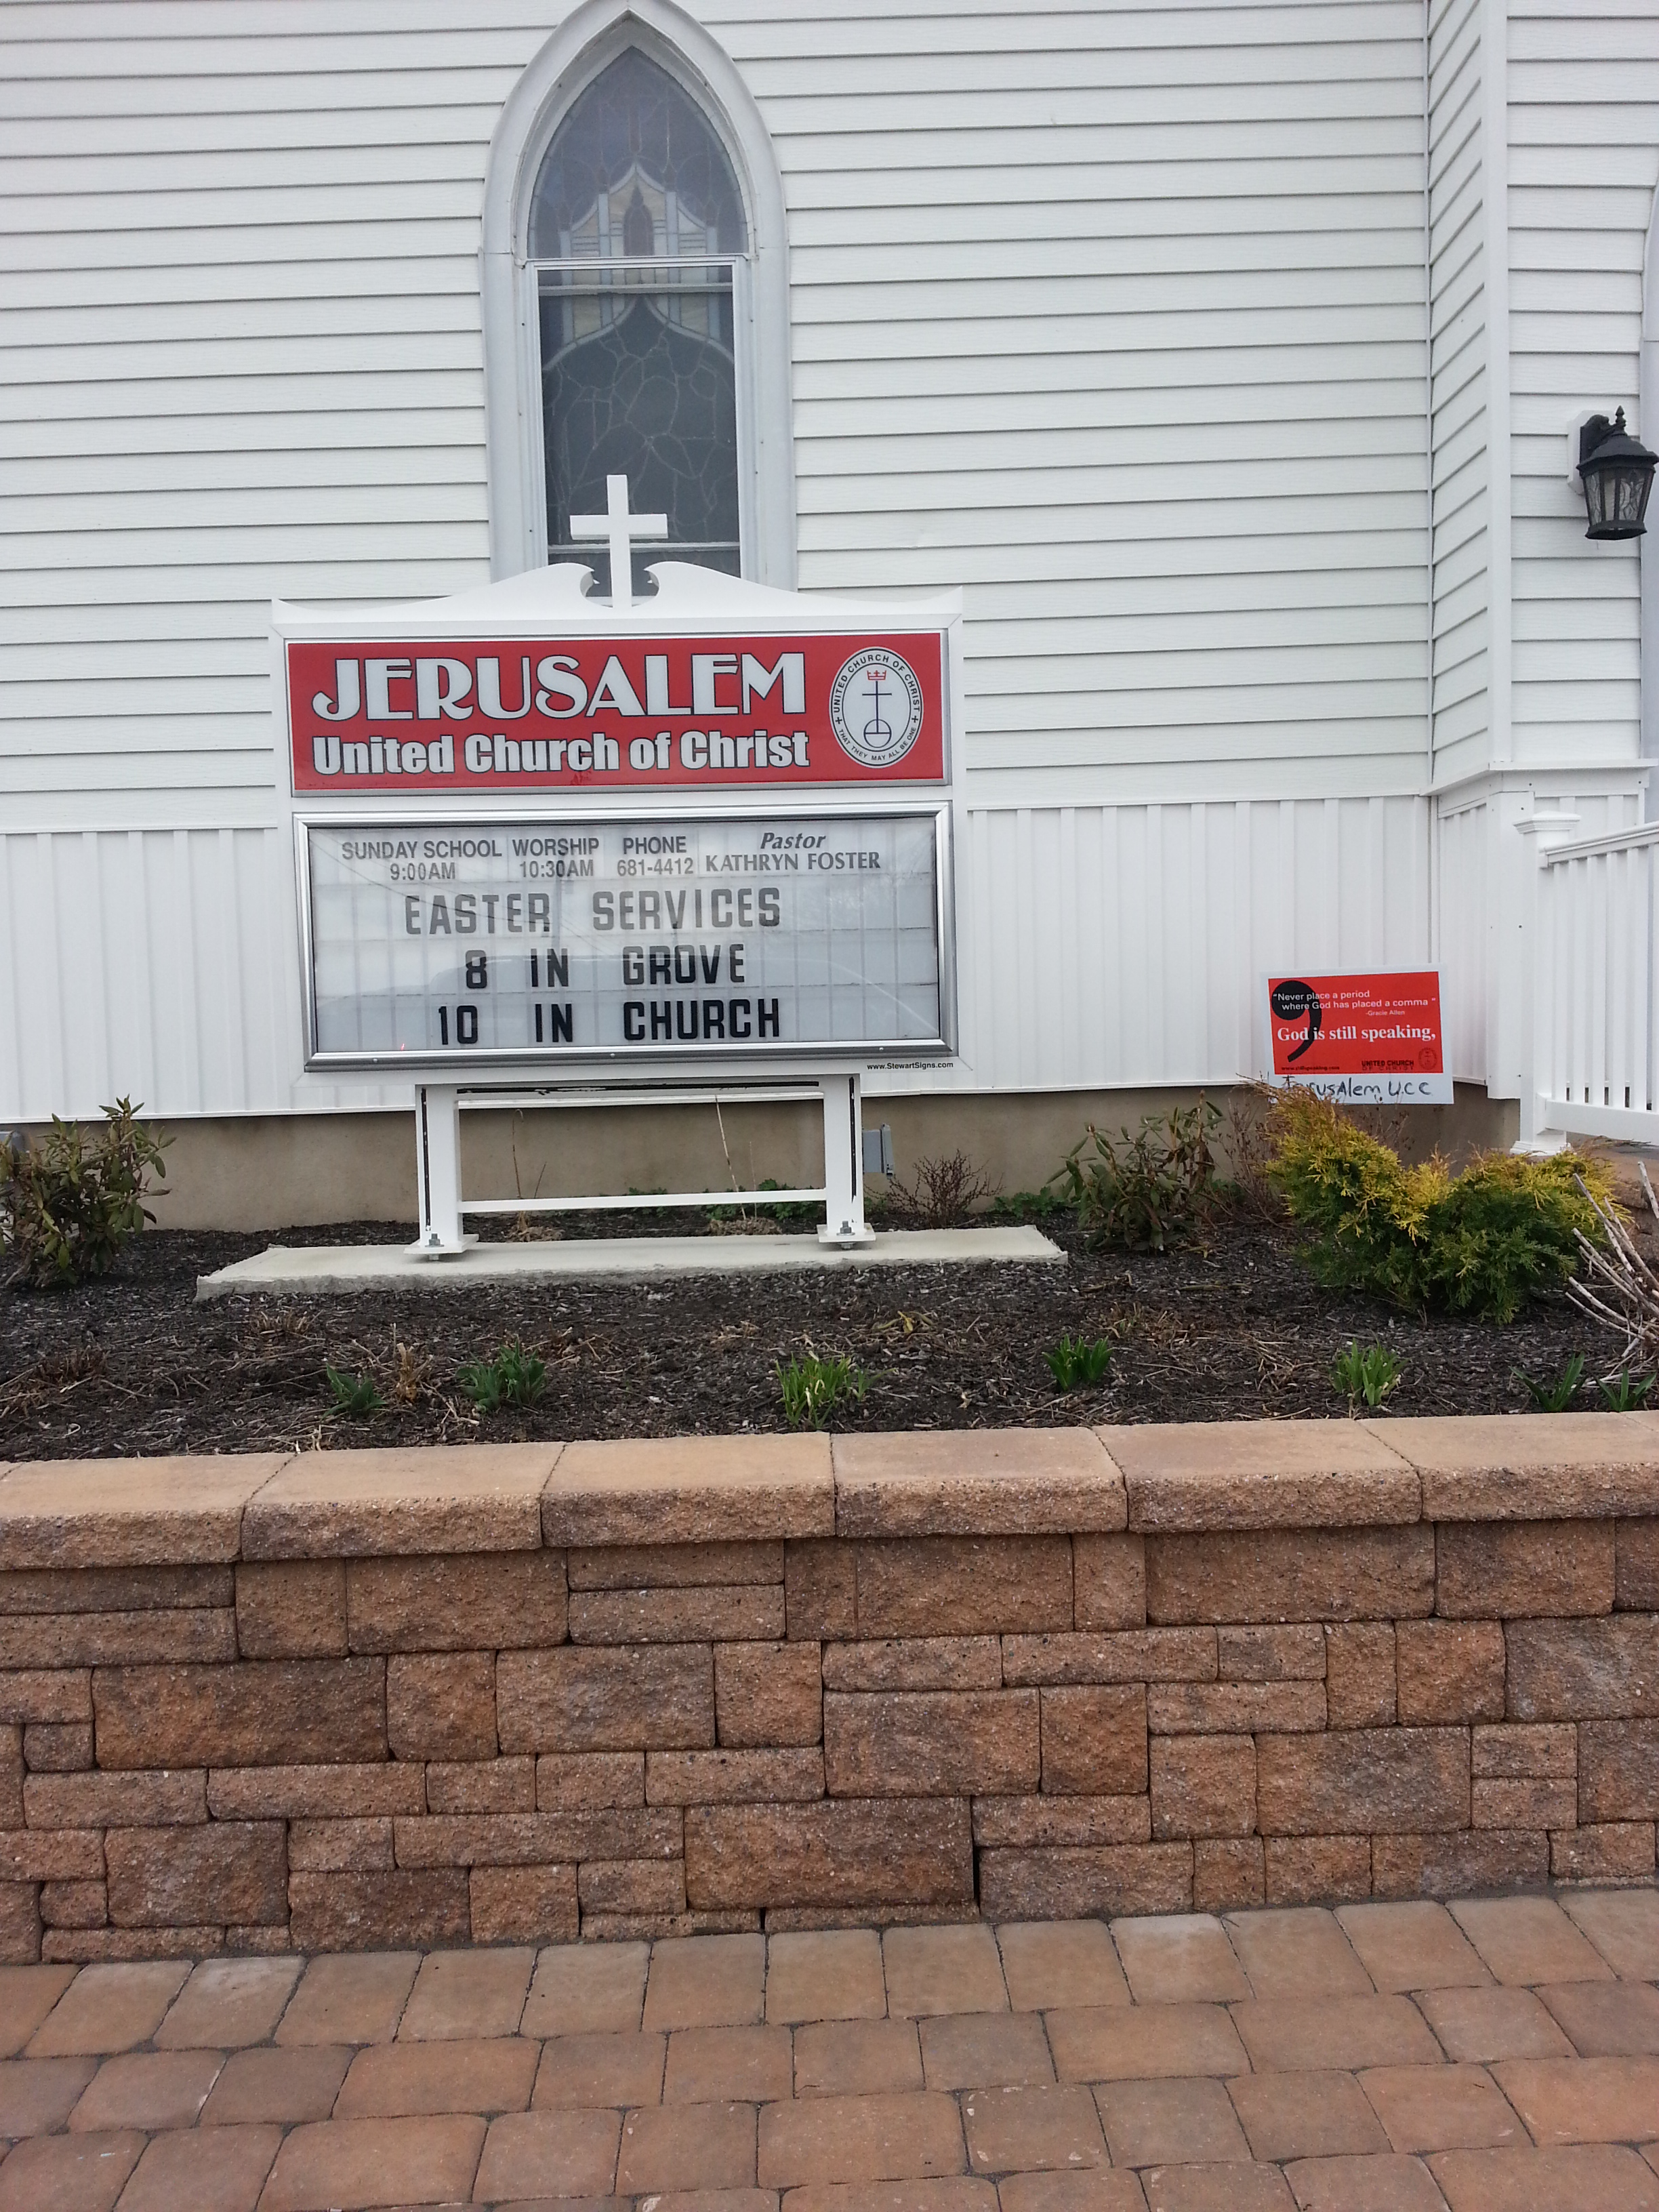 JERUSALEM
United Church of Christ
UNITED CHURCH OF CHRIST
THAT THEY MAY ALL BE ONE
SUNDAY SCHOOL WORSHIP PHONE Pastor
9:00AM 10:30AM 681-4412 KATHRYN FOSTER
EASTER SERVICES
8 IN GROVE
10 IN CHURCH
www.StewartSigns.com
"Never place a period
where God has placed a comma"
-Gracie Allen
God is still speaking,
UNITED CHURCH
OF CHRIST
Jerusalem U.C.C